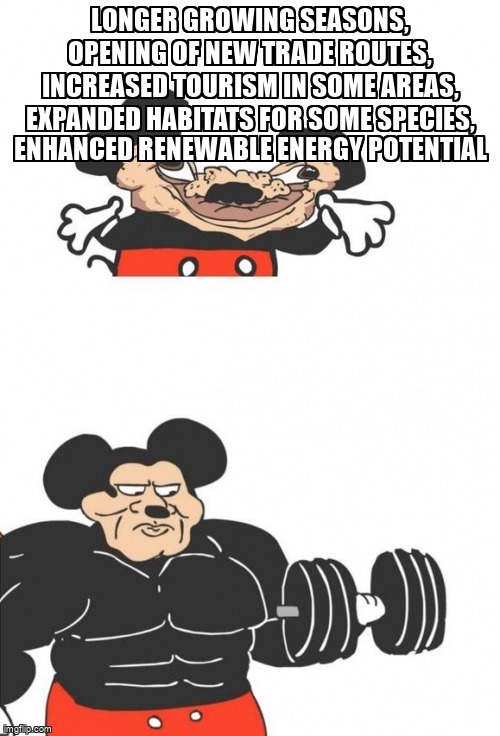 LONGER GROWING SEASONS,
OPENING OF NEW TRADE ROUTES,
INCREASED TOURISM IN SOME AREAS,
EXPANDED HABITATS FOR SOME SPECIES,
ENHANCED RENEWABLE ENERGY POTENTIAL
imgflip.com